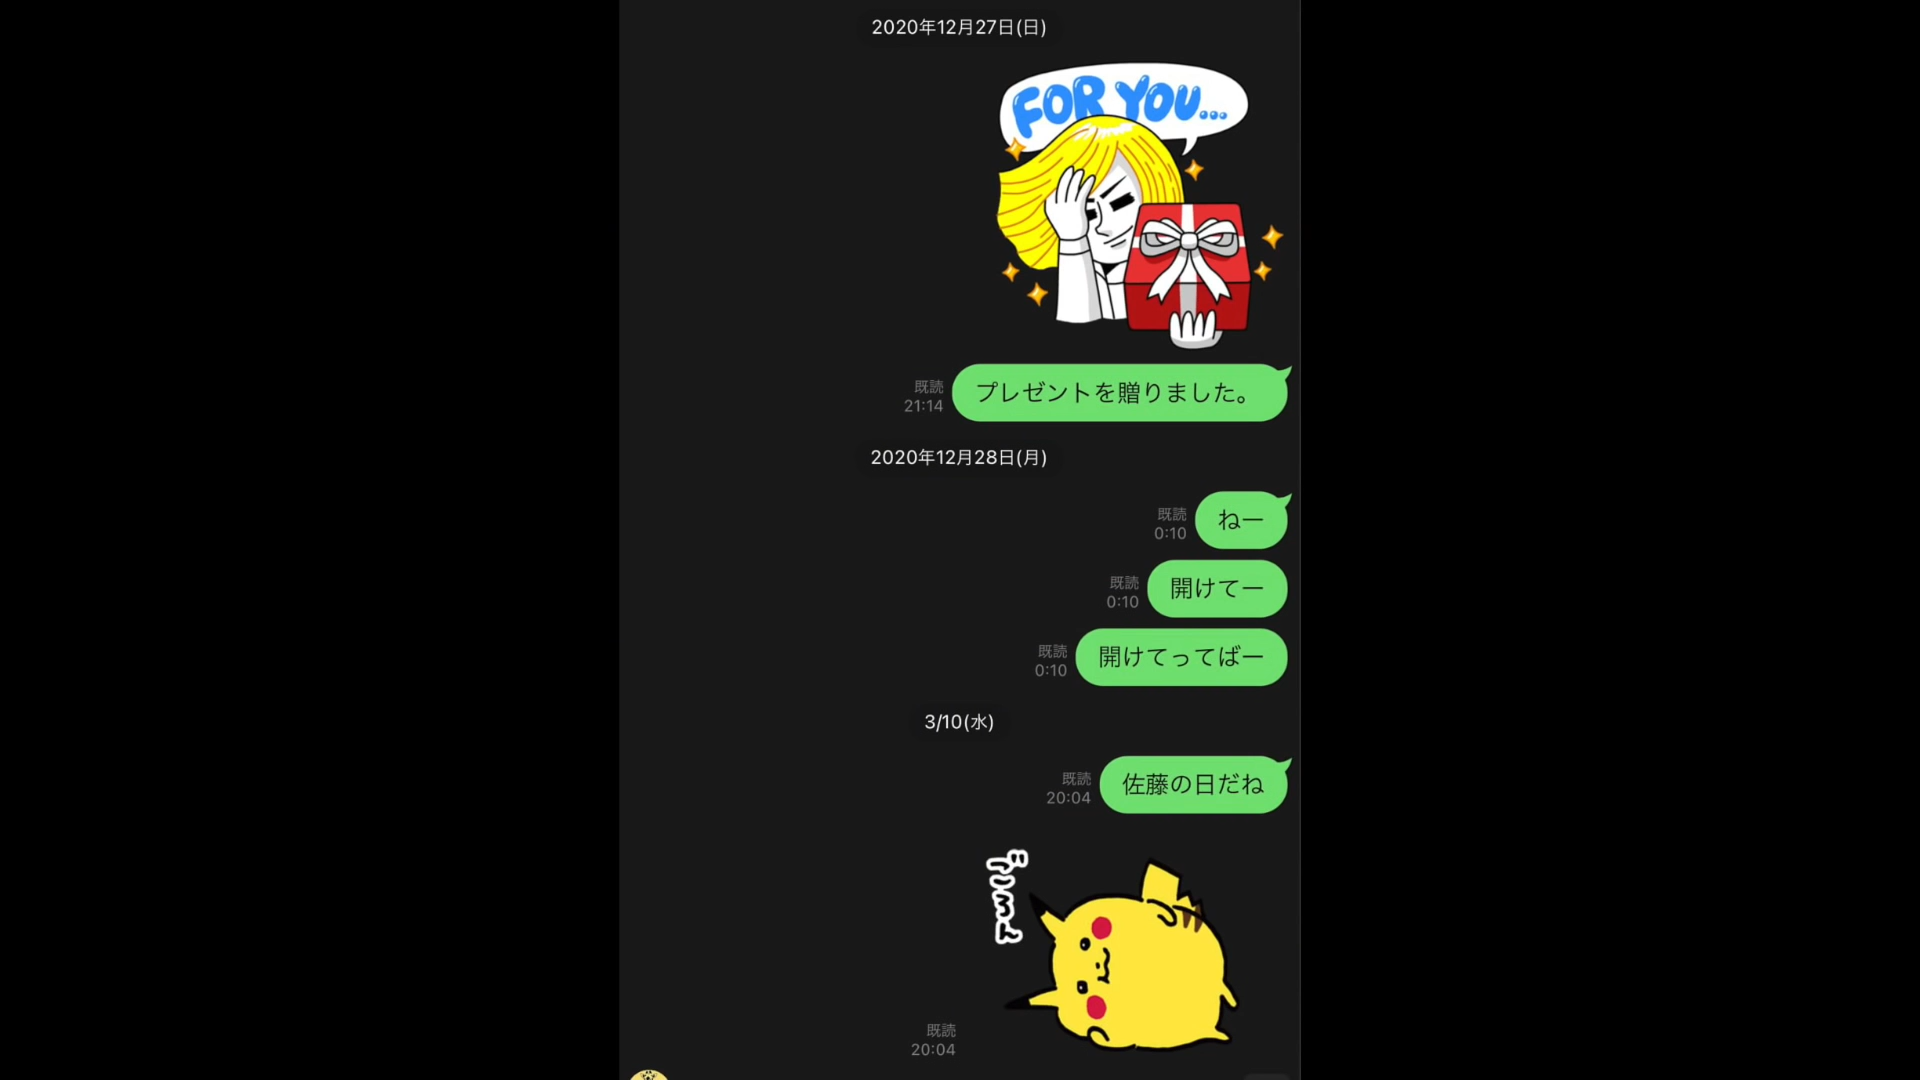 2020年12月27日(日)
FOR YOU...
プレゼントを贈りました。
既読
21:14
2020年12月28日(月)
ねー
既読
0:10
開けてー
既読
0:10
開けてってばー
既読
0:10
3/10(水)
佐藤の日だね
既読
20:04
ごろん
既読
20:04